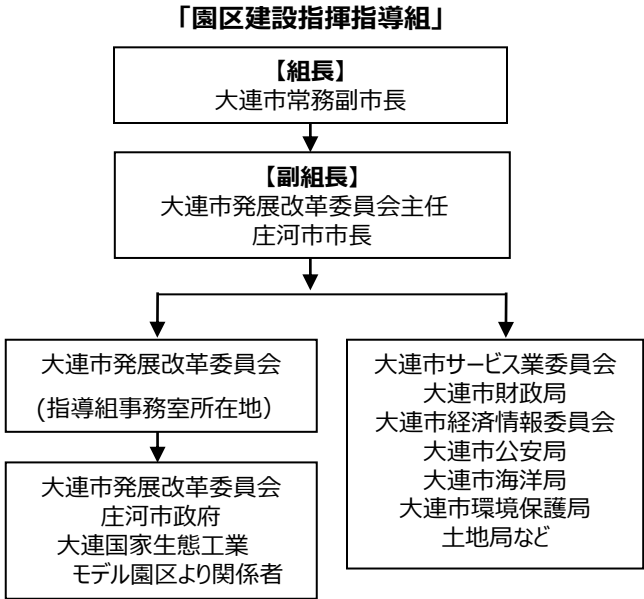 「園区建設指揮指導組」
【組長】
大連市常務副市長
【副組長】
大連市発展改革委員会主任
庄河市市長
大連市発展改革委員会
(指導組事務室所在地）
大連市発展改革委員会
庄河市政府
大連国家生態工業
モデル園区より関係者
大連市サービス業委員会
大連市財政局
大連市経済情報委員会
大連市公安局
大連市海洋局
大連市環境保護局
土地局など